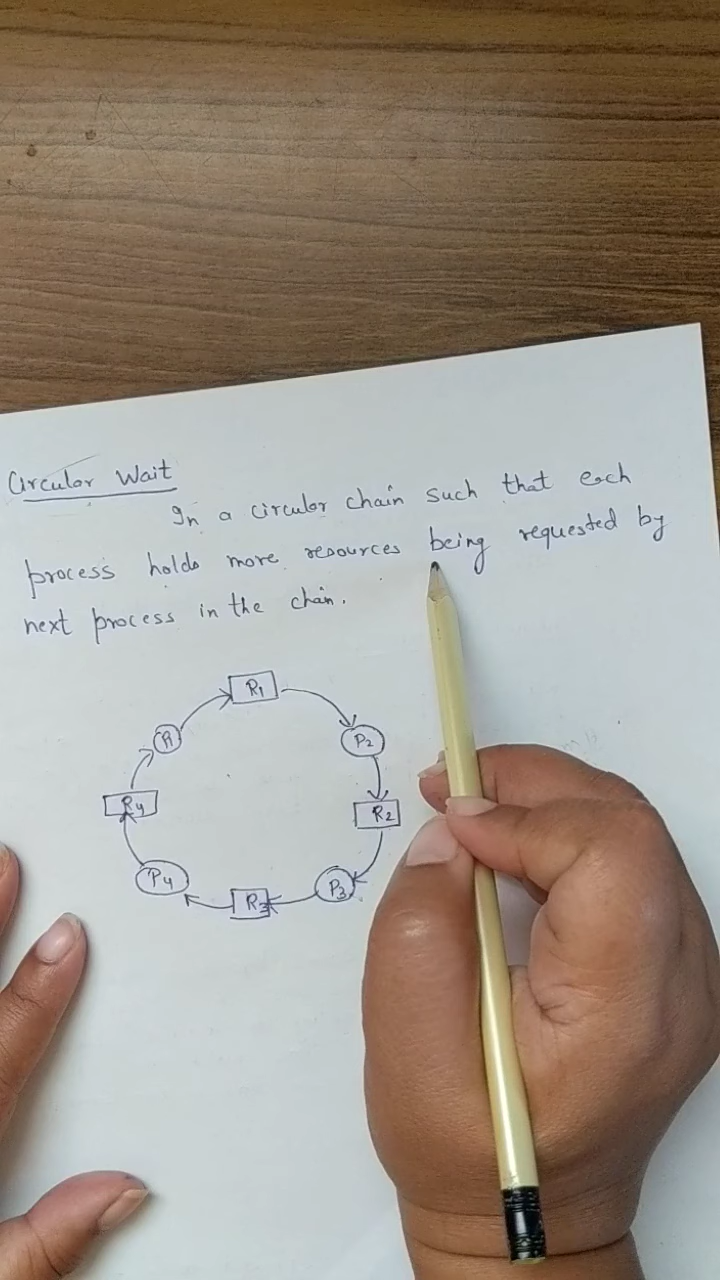 Circular Wait
In a circular chain such that each
process holds more resources being requested by
next process in the chain.
R1
P2
R4
R2
P4
P3
R3